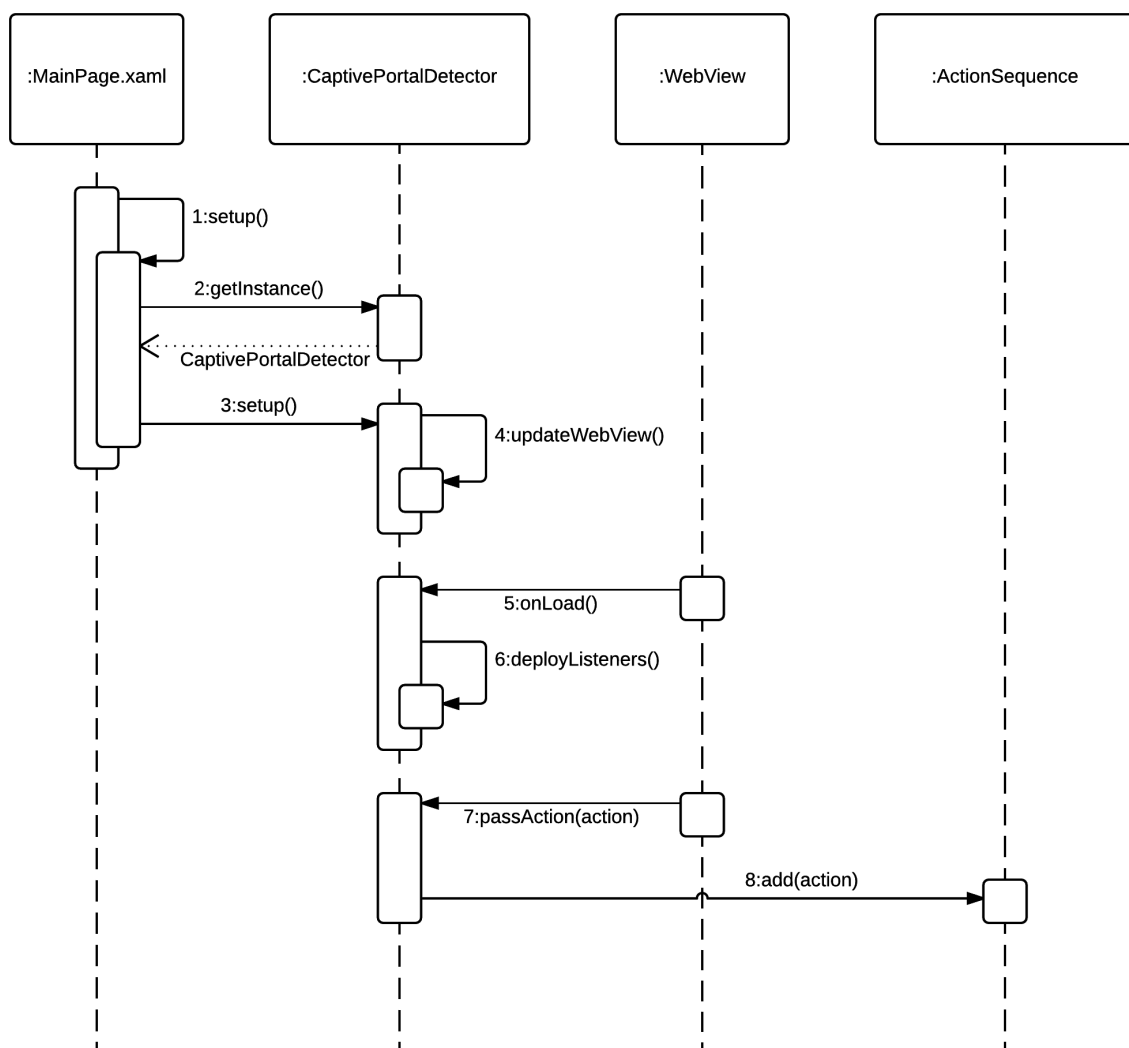 :MainPage.xaml
:CaptivePortalDetector
:WebView
:ActionSequence
1:setup()
2:getInstance()
CaptivePortalDetector
3:setup()
4:updateWebView()
5:onLoad()
6:deployListeners()
7:passAction(action)
8:add(action)